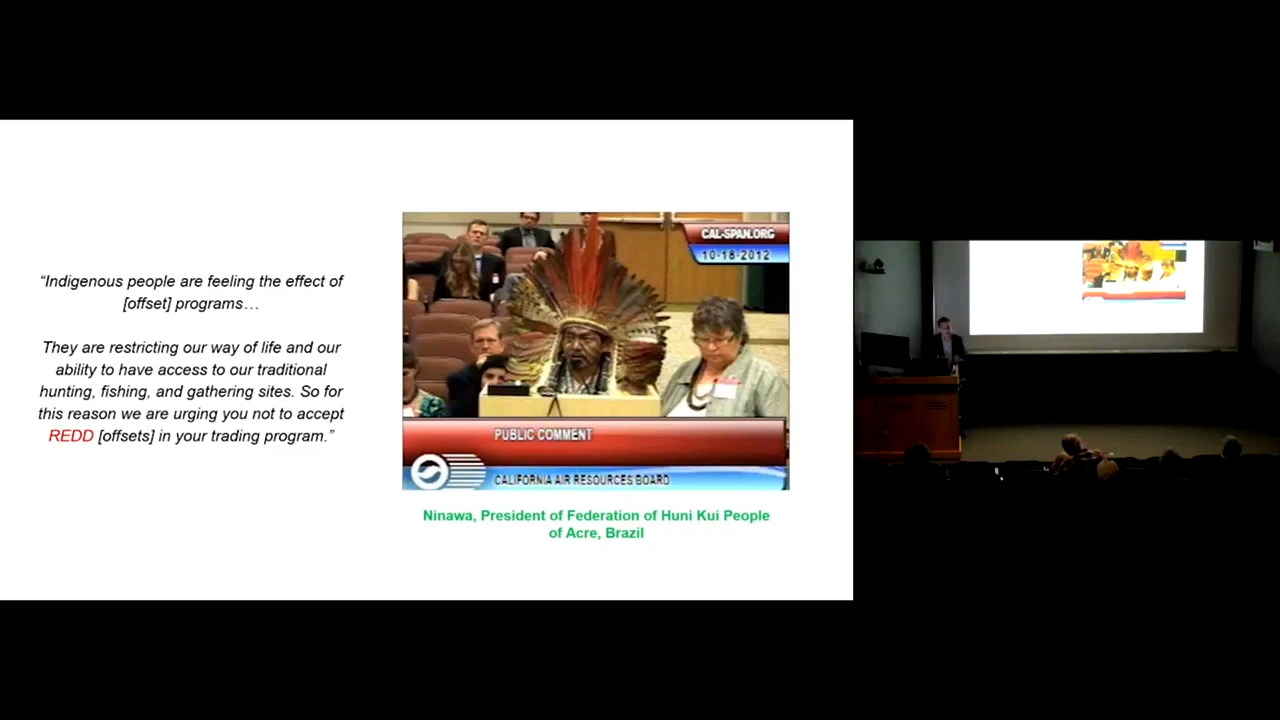 “Indigenous people are feeling the effect of
[offset] programs…
They are restricting our way of life and our
ability to have access to our traditional
hunting, fishing, and gathering sites. So for
this reason we are urging you not to accept
REDD [offsets] in your trading program.”
CAL-SPAN.ORG
10-18-2012
PUBLIC COMMENT
CALIFORNIA AIR RESOURCES BOARD
Ninawa, President of Federation of Huni Kui People
of Acre, Brazil